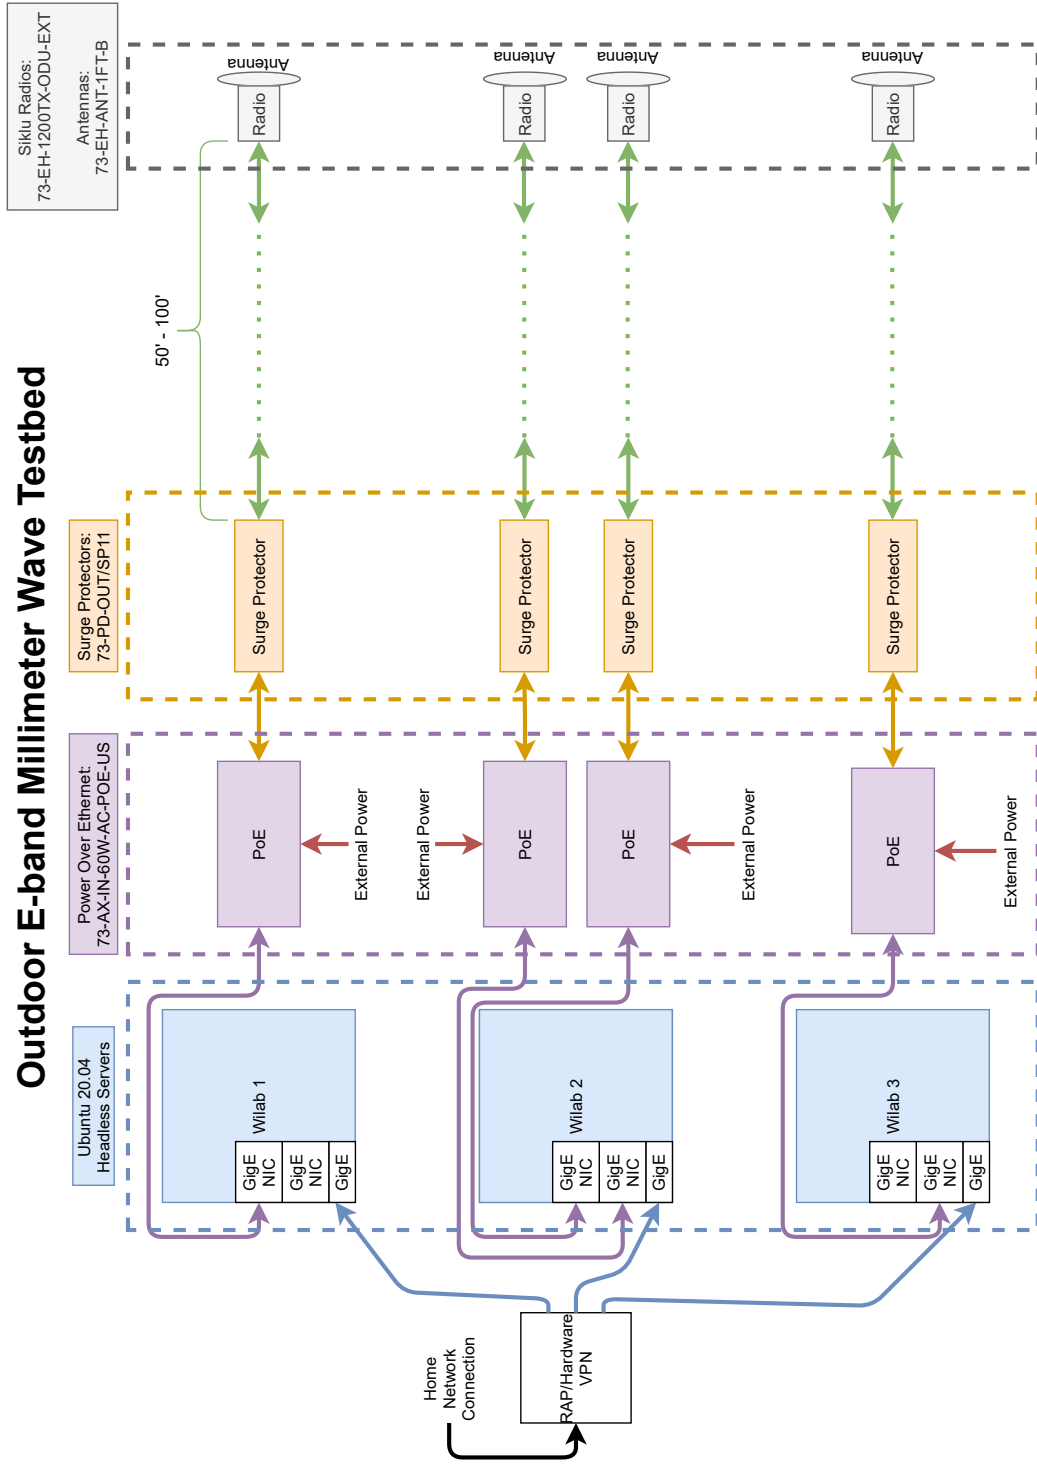 Outdoor E-band Millimeter Wave Testbed
Ubuntu 20.04
Headless Servers
Power Over Ethernet:
73-AX-IN-60W-AC-POE-US
Surge Protectors:
73-PD-OUT/SP11
Siklu Radios:
73-EH-1200TX-ODU-EXT
Antennas:
73-EH-ANT-1FT-B
50' - 100'
Wilab 1
GigE
NIC
GigE
NIC
GigE
PoE
External Power
Surge Protector
Radio
Antenna
Home
Network
Connection
RAP/Hardware
VPN
Wilab 2
GigE
NIC
GigE
NIC
GigE
External Power
PoE
Surge Protector
Radio
Antenna
PoE
External Power
Surge Protector
Radio
Antenna
Wilab 3
GigE
NIC
GigE
NIC
GigE
PoE
External Power
Surge Protector
Radio
Antenna